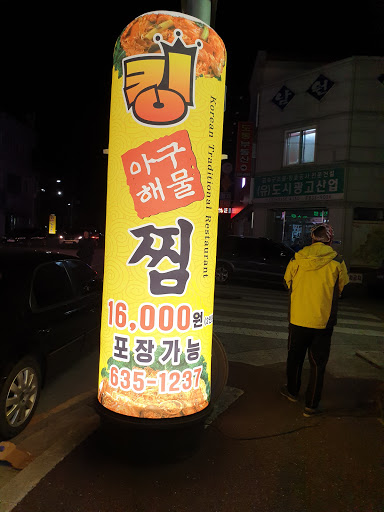 킹
아구
해물
찜
Korean Traditional Restaurant
16,000원
포장가능
635-1237
(유)도시광고산업